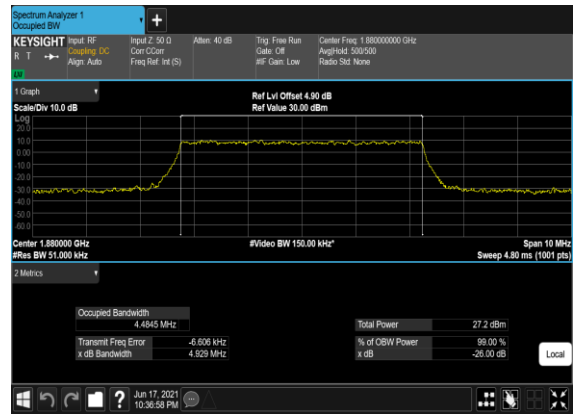 Spectrum Analyzer 1
Occupied BW
KEYSIGHT Input: RF Input Z: 50 Ω Atten: 40 dB Trig: Free Run Center Freq: 1.880000000 GHz
R T Coupling: DC Corr CCorr Gate: Off Avg|Hold: 500/500
Align: Auto Freq Ref: Int (S) #IF Gain: Low Radio Std: None
LXI
1 Graph
Ref Lvl Offset 4.90 dB
Scale/Div 10.0 dB Ref Value 30.00 dBm
Log
20.0
10.0
0.00
-10.0
-20.0
-30.0
-40.0
-50.0
-60.0
Center 1.880000 GHz #Video BW 150.00 kHz* Span 10 MHz
#Res BW 51.000 kHz Sweep 4.80 ms (1001 pts)
2 Metrics
Occupied Bandwidth
4.4845 MHz Total Power 27.2 dBm
Transmit Freq Error -6.606 kHz % of OBW Power 99.00 %
x dB Bandwidth 4.929 MHz x dB -26.00 dB
Local
? Jun 17, 2021
10:36:58 PM